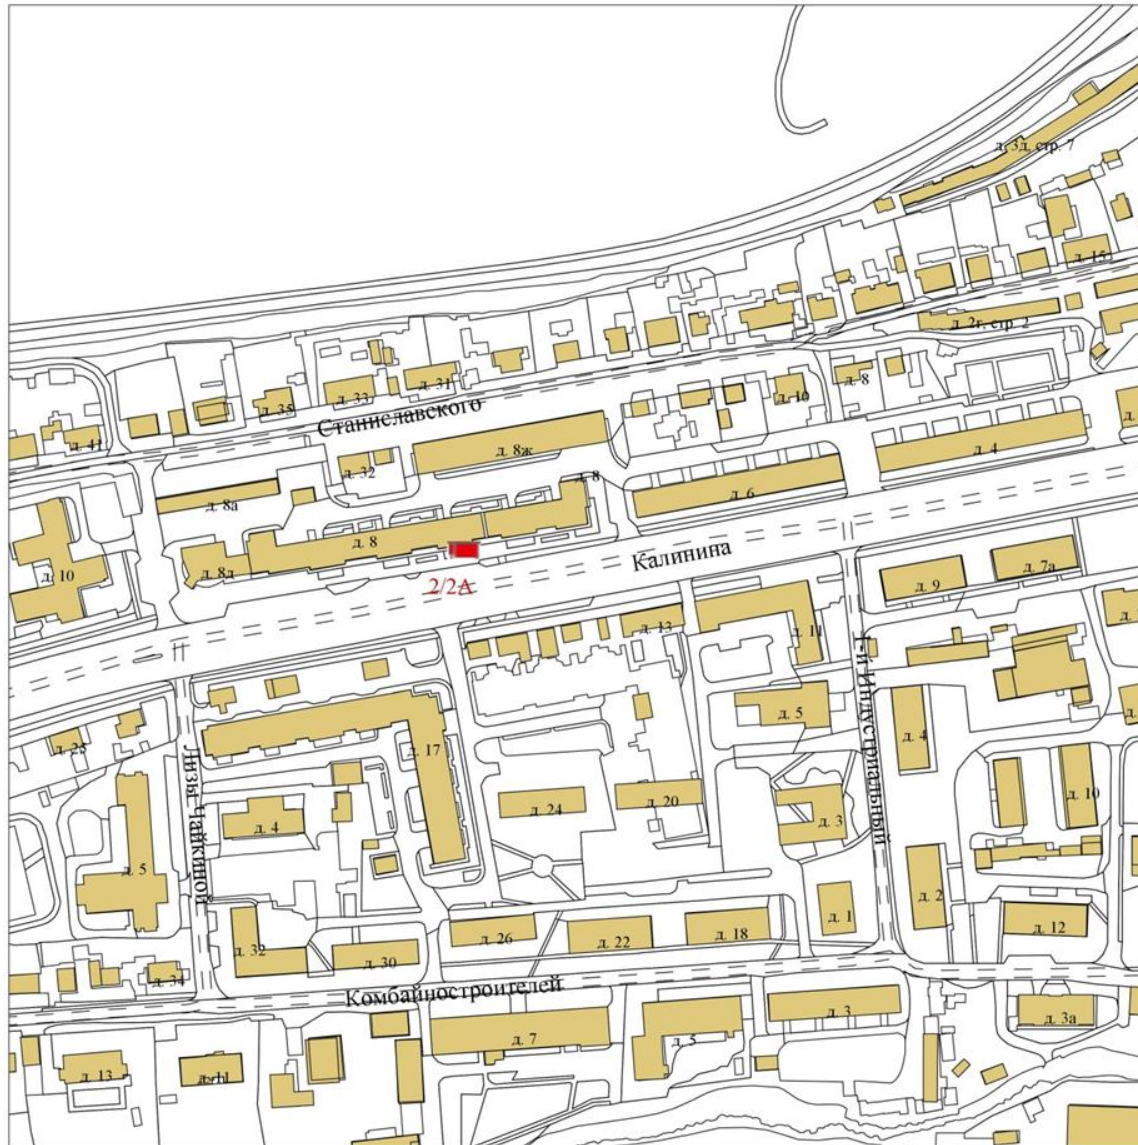 д. 3д. стр. 7
д. 15
д. 2г. стр. 2
д. 31
д. 33
д. 35
Станиславского
д. 10
д. 8
д. 41
д. 8ж
д. 4
д.
д. 32
д. 8
д. 6
д. 8а
д. 8
Калинина
д. 10
д. 8д
2/2А
д. 9
д. 7а
д. 13
д. 11
1-й Индустриальный
д.
д. 5
д.
д. 25
д. 17
д. 4
Лизы Чайкиной
д. 24
д. 20
д. 10
д. 4
д. 3
д. 5
д. 2
д. 1
д. 12
д. 26
д. 22
д. 18
д. 32
д. 30
д. 34
Комбайностроителей
д. 3
д. 3а
д. 7
д. 5
д. 13